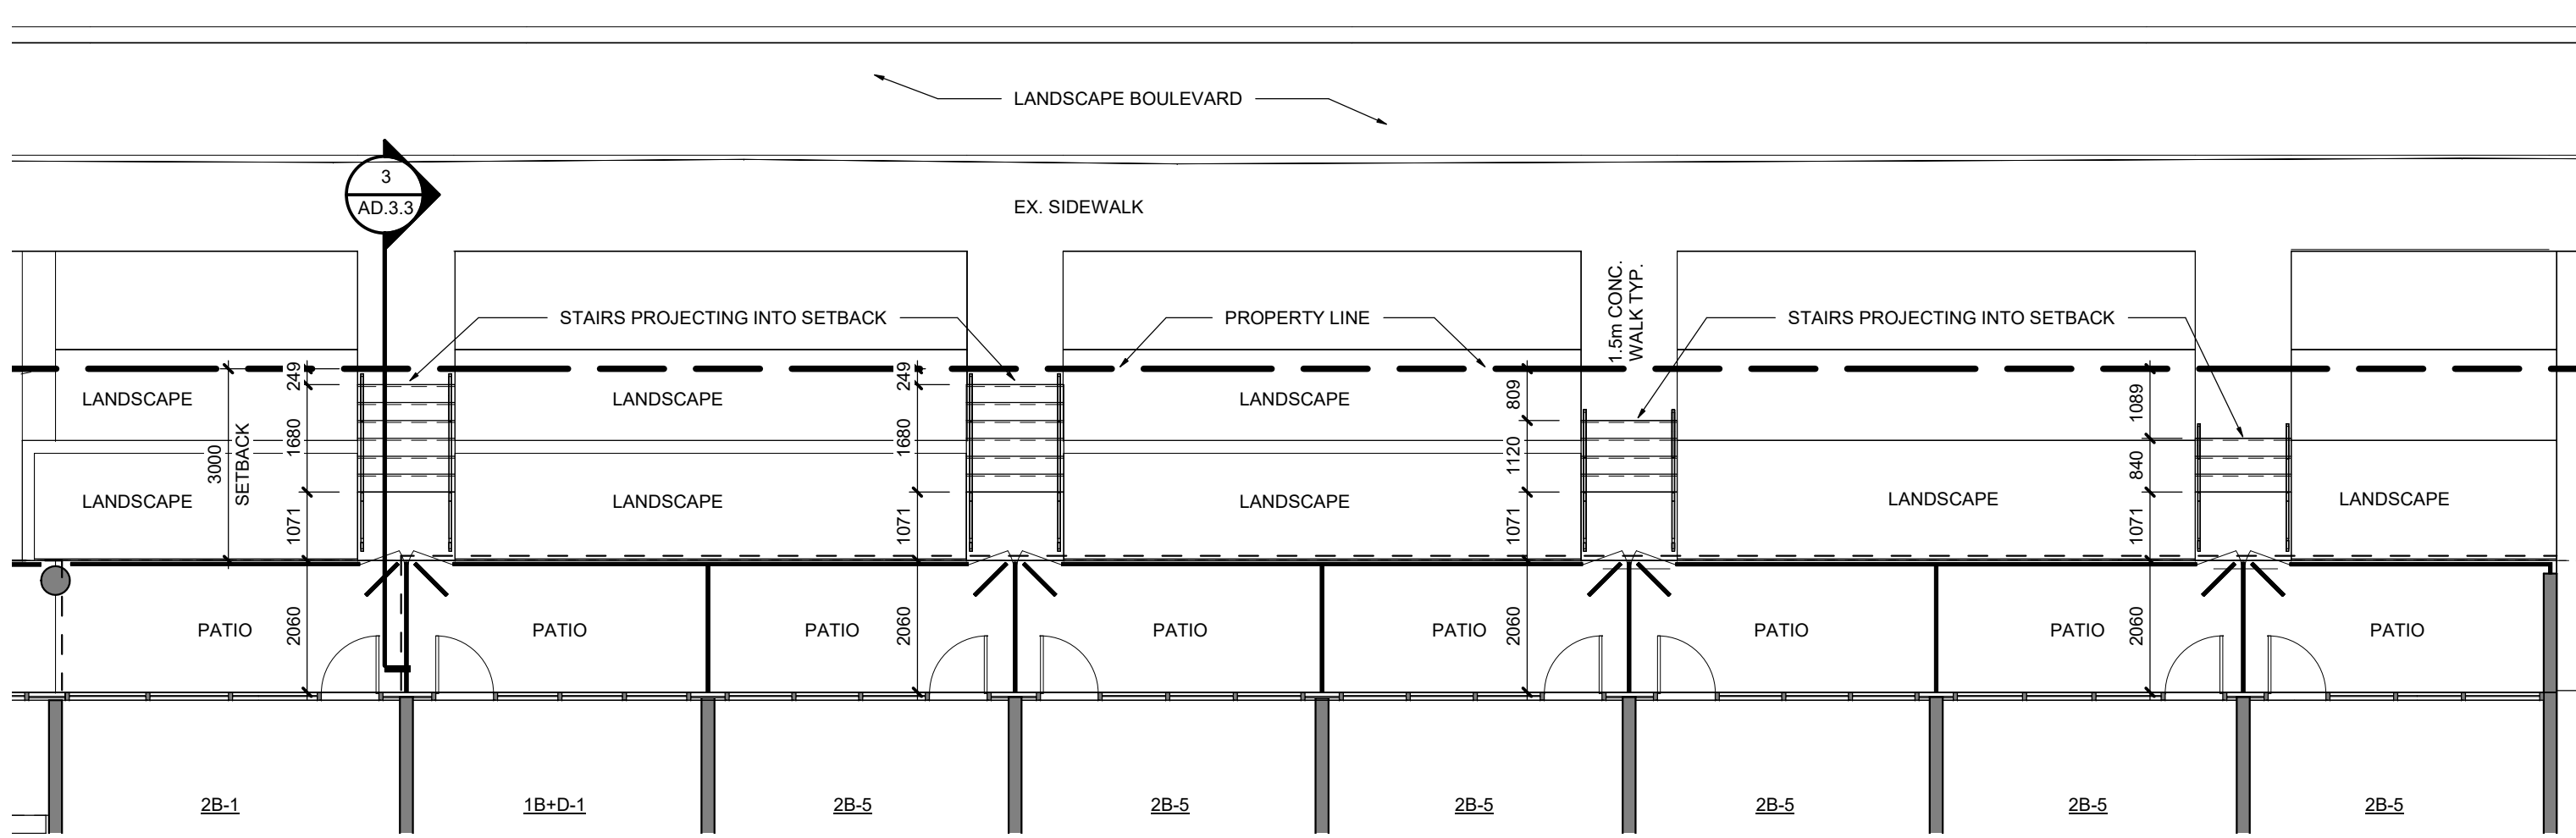 LANDSCAPE BOULEVARD
3
AD.3.3
EX. SIDEWALK
1.5m CONC.
WALK TYP.
STAIRS PROJECTING INTO SETBACK
PROPERTY LINE
STAIRS PROJECTING INTO SETBACK
249
249
809
1089
LANDSCAPE
LANDSCAPE
LANDSCAPE
3000
SETBACK
1680
1680
1120
840
LANDSCAPE
LANDSCAPE
LANDSCAPE
LANDSCAPE
LANDSCAPE
1071
1071
1071
1071
PATIO
2060
PATIO
PATIO
2060
PATIO
PATIO
2060
PATIO
PATIO
2060
PATIO
2B-1
1B+D-1
2B-5
2B-5
2B-5
2B-5
2B-5
2B-5